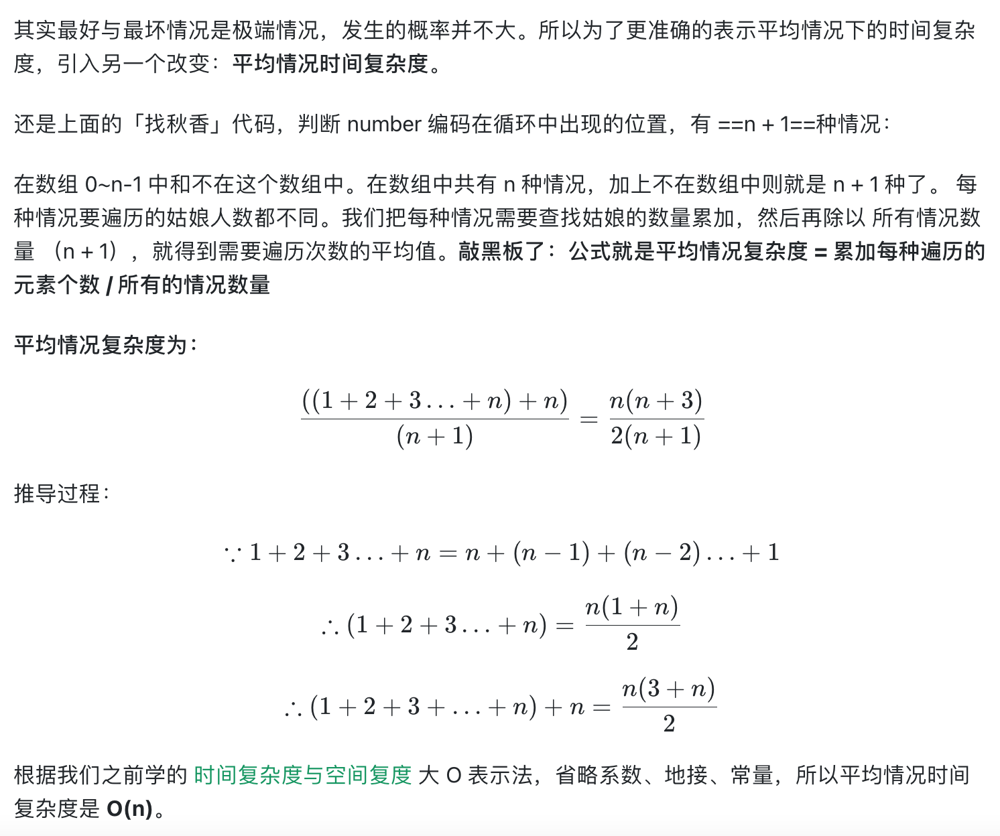 其实最好与最坏情况是极端情况，发生的概率并不大。所以为了更准确的表示平均情况下的时间复杂
度，引入另一个改变：平均情况时间复杂度。
还是上面的「找秋香」代码，判断 number 编码在循环中出现的位置，有 ==n + 1==种情况：
在数组 0~n-1 中和不在这个数组中。在数组中共有 n 种情况，加上不在数组中则就是 n + 1 种了。 每
种情况要遍历的姑娘人数都不同。我们把每种情况需要查找姑娘的数量累加，然后再除以 所有情况数
量 （n + 1），就得到需要遍历次数的平均值。敲黑板了：公式就是平均情况复杂度 = 累加每种遍历的
元素个数 / 所有的情况数量
平均情况复杂度为：
((1 + 2 + 3 … + n) + n) / (n + 1) = n(n + 3) / 2(n + 1)
推导过程：
∵ 1 + 2 + 3 … + n = n + (n − 1) + (n − 2) … + 1
∴ (1 + 2 + 3 … + n) = n(1 + n) / 2
∴ (1 + 2 + 3 + … + n) + n = n(3 + n) / 2
根据我们之前学的 时间复杂度与空间复度 大 O 表示法，省略系数、地接、常量，所以平均情况时间
复杂度是 O(n)。